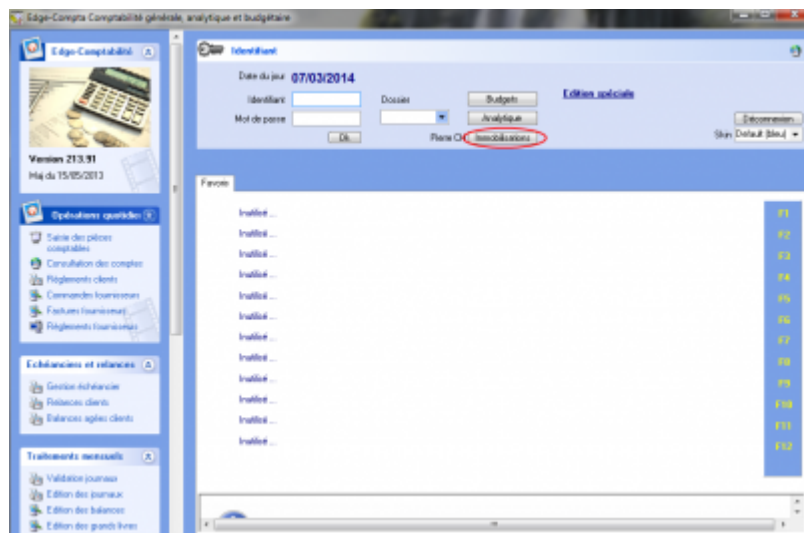 Edge-Compta Comptabilité générale, analytique et budgétaire
Edge-Comptabilité
Version 213.91
Maj du 15/05/2013
Opérations quotidie
Saisie des pièces
comptables
Consultation des comptes
Règlements clients
Commandes fournisseurs
Factures fournisseurs
Règlements fournisseurs
Echéanciers et relances
Gestion échéancier
Relances clients
Balances agées clients
Traitements mensuels
Validation journaux
Edition des journaux
Edition des balances
Edition des grands livres
Identifiant
Date du jour 07/03/2014
Identifiant
Dossier
Budgets
Edition spéciale
Mot de passe
Analytique
Déconnexion
Ok
Pierre CH
Immobilisations
Skin Default (bleu)
Favoris
Inutilisé ... F1
Inutilisé ... F2
Inutilisé ... F3
Inutilisé ... F4
Inutilisé ... F5
Inutilisé ... F6
Inutilisé ... F7
Inutilisé ... F8
Inutilisé ... F9
Inutilisé ... F10
Inutilisé ... F11
Inutilisé ... F12